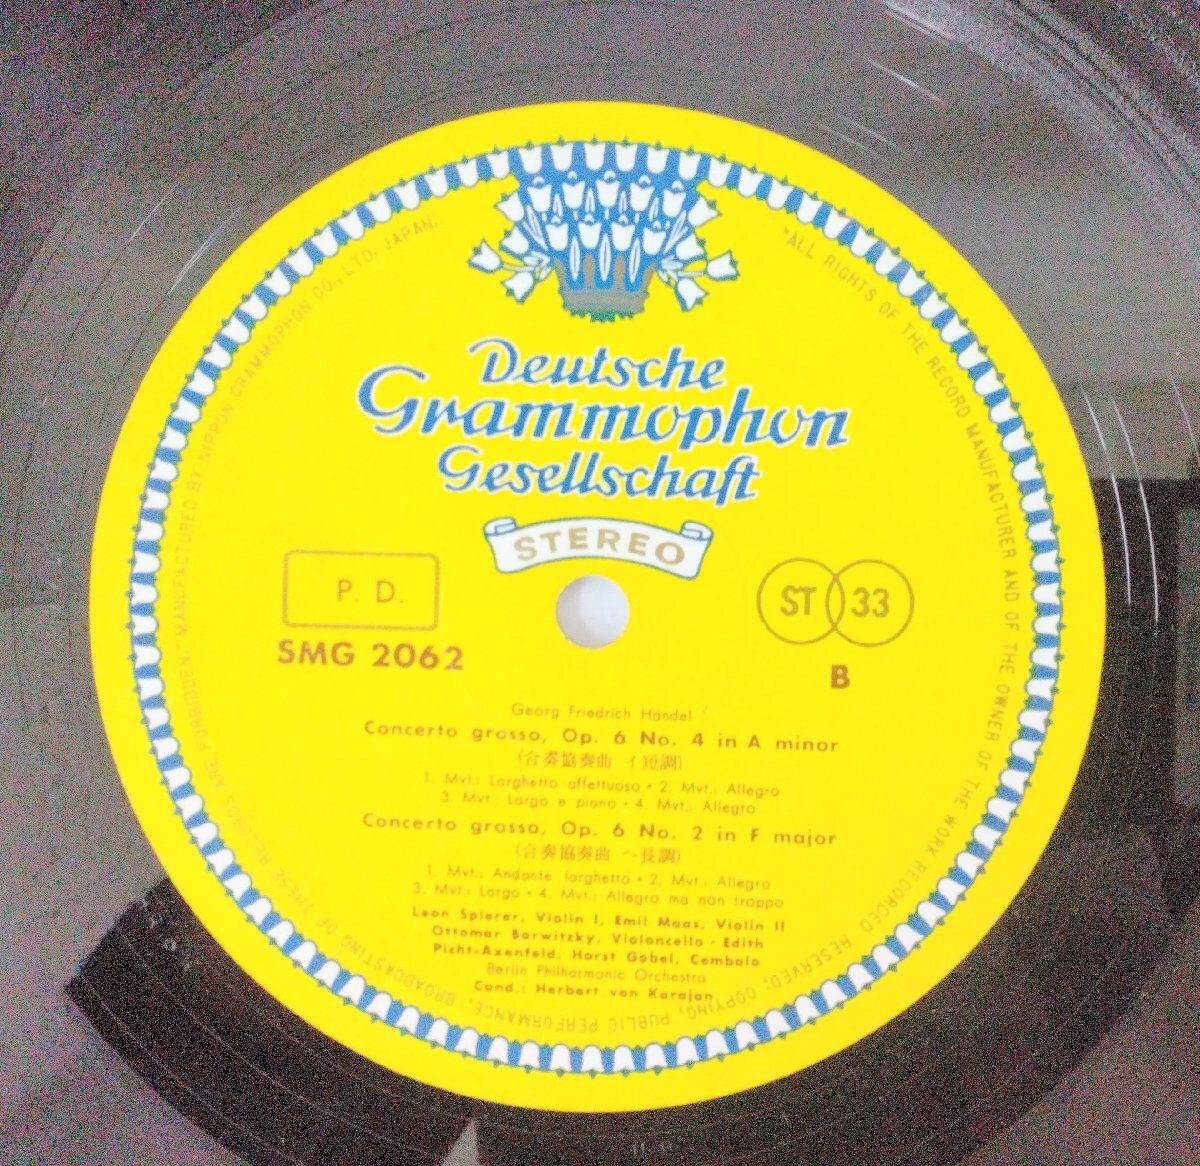 Deutsche
Grammophon
Gesellschaft
STEREO
P. D.
SMG 2062
ST 33
B
Georg Friedrich Händel
Concerto grosso, Op. 6 No. 4 in A minor
(合奏協奏曲 イ短調)
1. Mvt.: Larghetto affettuoso • 2. Mvt.: Allegro
3. Mvt.: Largo e piano • 4. Mvt.: Allegro
Concerto grosso, Op. 6 No. 2 in F major
(合奏協奏曲 ヘ長調)
1. Mvt.: Andante larghetto • 2. Mvt.: Allegro
3. Mvt.: Largo • 4. Mvt.: Allegro ma non troppo
Leon Spierer, Violin I, Emil Maas, Violin II
Ottomar Borwitzky, Violoncello · Edith
Picht-Axenfeld, Horst Gobel, Cembalo
Berlin Philharmonic Orchestra
Cond.: Herbert von Karajan
"ALL RIGHTS OF THE RECORD MANUFACTURER AND OF THE OWNER OF THE WORK RECORDED RESERVED; COPYING, PUBLIC PERFORMANCE, BROADCASTING OF THESE RECORDS ARE FORBIDDEN." MANUFACTURED BY NIPPON GRAMMOPHON CO., LTD, JAPAN.